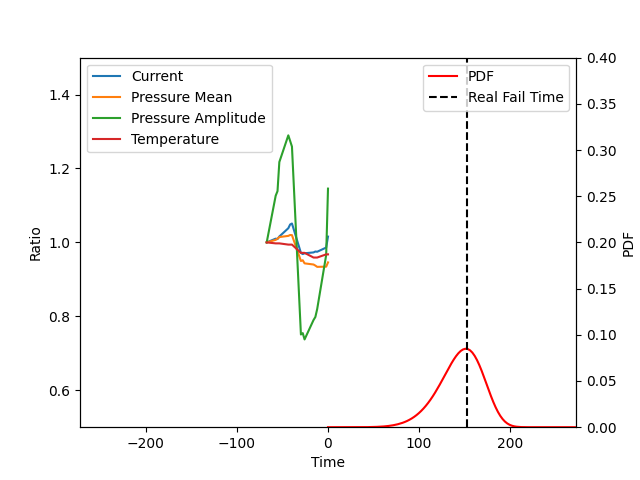 Current
Pressure Mean
Pressure Amplitude
Temperature
PDF
Real Fail Time
1.4
1.2
1.0
0.8
0.6
Ratio
0.40
0.35
0.30
0.25
0.20
0.15
0.10
0.05
0.00
PDF
−200
−100
0
100
200
Time